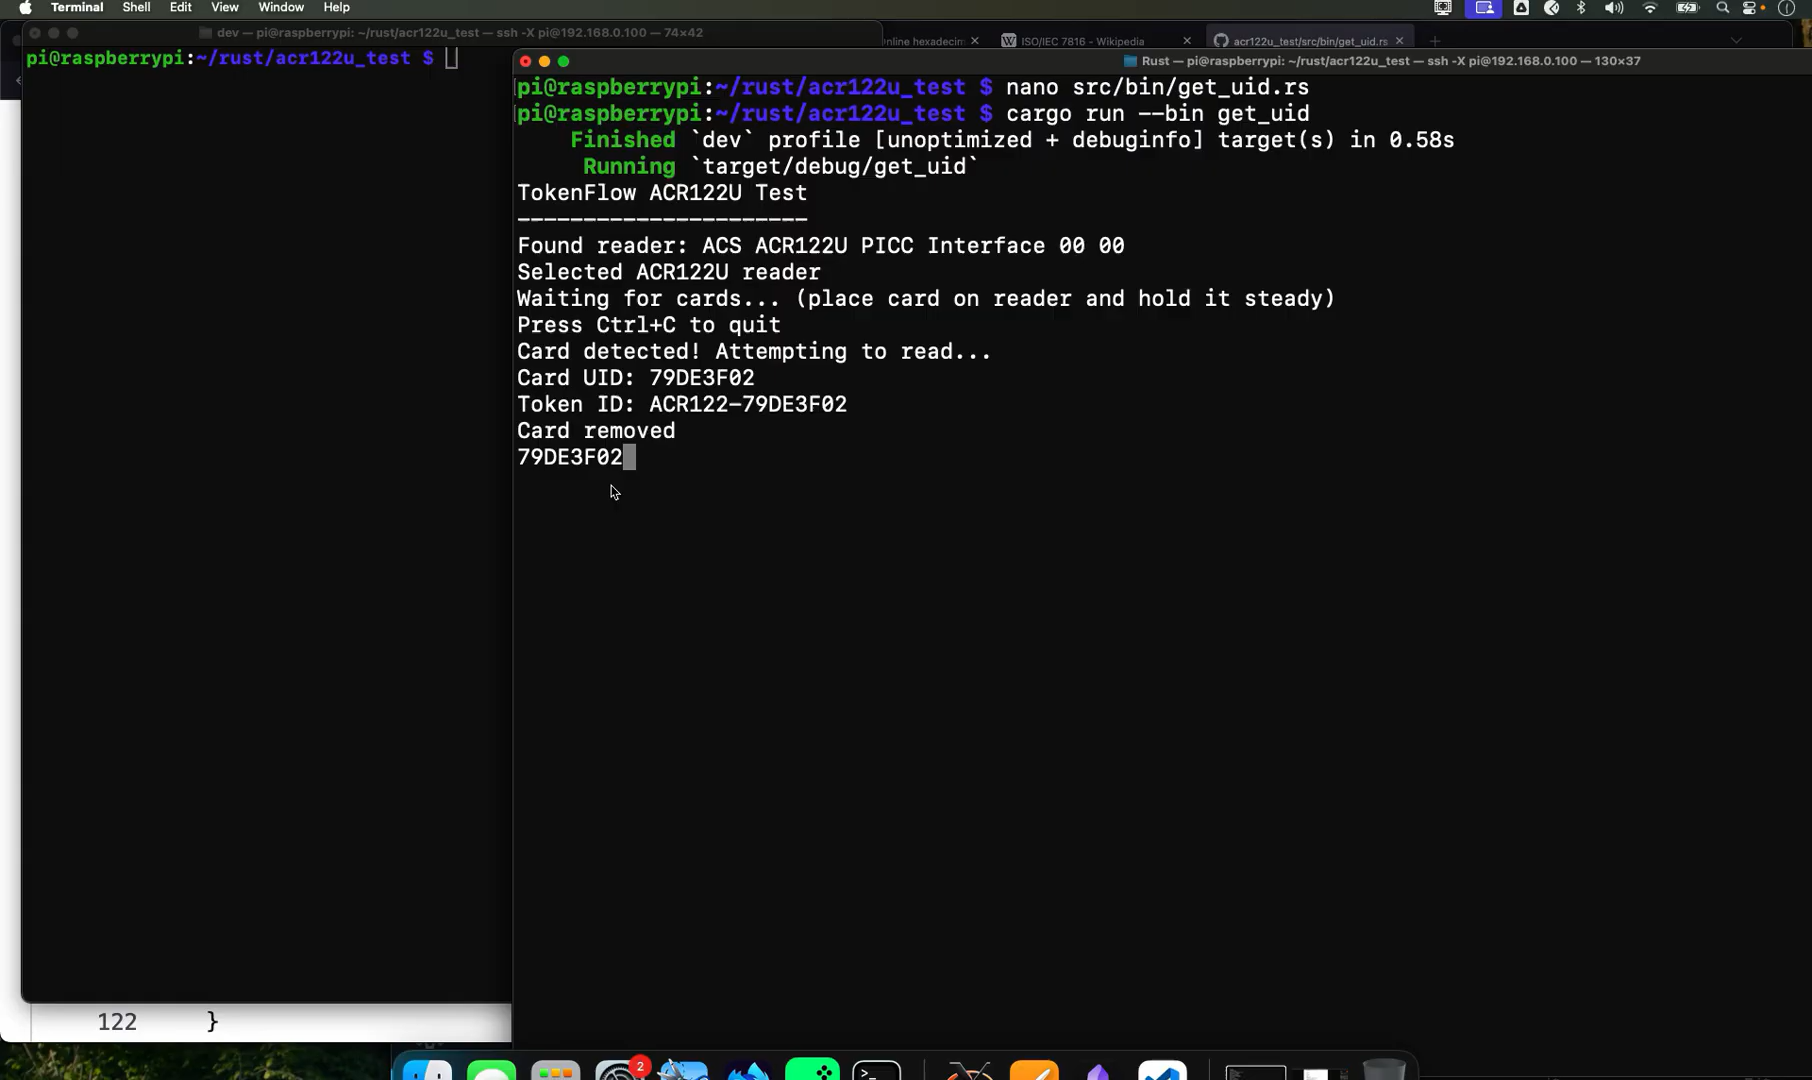 Terminal Shell Edit View Window Help
dev — pi@raspberrypi: ~/rust/acr122u_test — ssh -X pi@192.168.0.100 — 74×42
nline hexadecim
ISO/IEC 7816 - Wikipedia
acr122u_test/src/bin/get_uid.rs
pi@raspberrypi:~/rust/acr122u_test $
Rust — pi@raspberrypi: ~/rust/acr122u_test — ssh -X pi@192.168.0.100 — 130×37
pi@raspberrypi:~/rust/acr122u_test $ nano src/bin/get_uid.rs
pi@raspberrypi:~/rust/acr122u_test $ cargo run --bin get_uid
Finished `dev` profile [unoptimized + debuginfo] target(s) in 0.58s
Running `target/debug/get_uid`
TokenFlow ACR122U Test
----------------------
Found reader: ACS ACR122U PICC Interface 00 00
Selected ACR122U reader
Waiting for cards... (place card on reader and hold it steady)
Press Ctrl+C to quit
Card detected! Attempting to read...
Card UID: 79DE3F02
Token ID: ACR122-79DE3F02
Card removed
79DE3F02
122 }
2